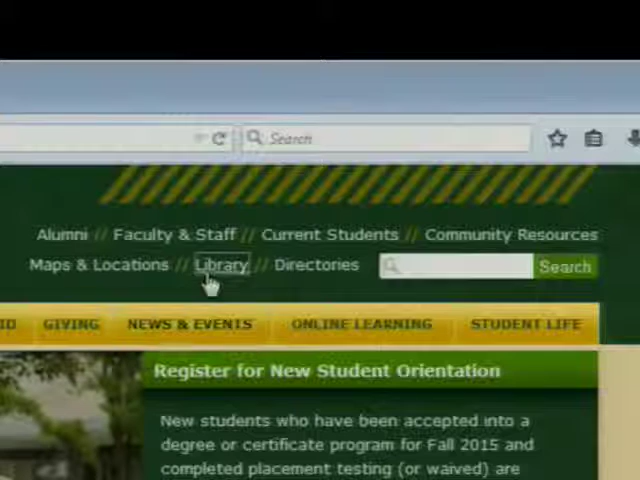 Search
Alumni // Faculty & Staff // Current Students // Community Resources
Maps & Locations // Library // Directories Search
ID GIVING NEWS & EVENTS ONLINE LEARNING STUDENT LIFE
Register for New Student Orientation
New students who have been accepted into a
degree or certificate program for Fall 2015 and
completed placement testing (or waived) are